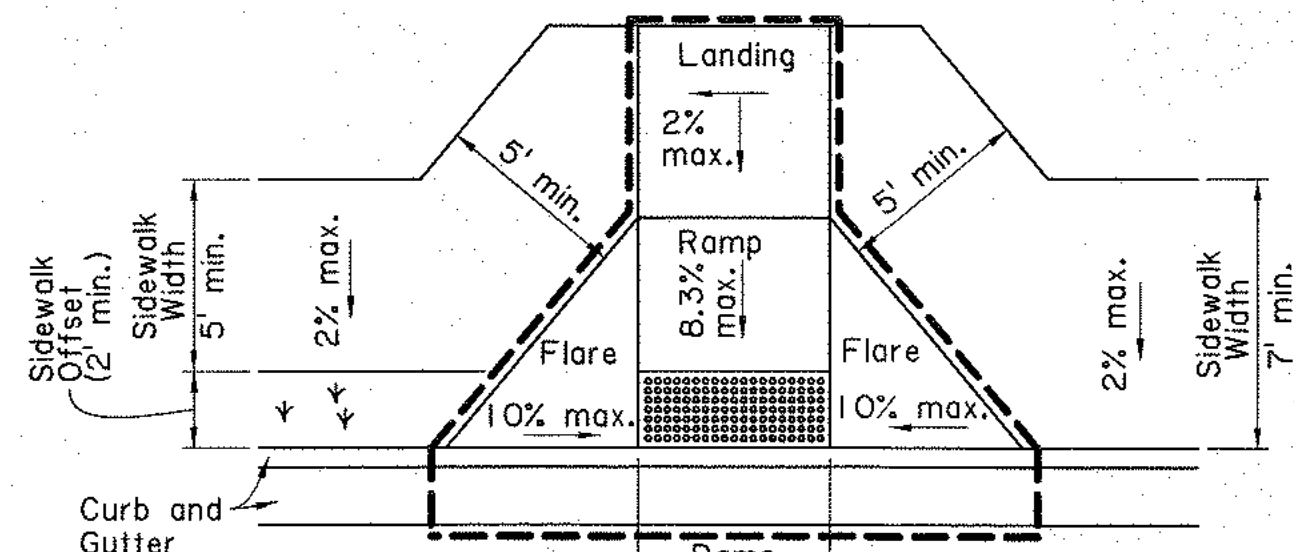 Landing
2%
max.
5' min.
5' min.
Ramp
8.3%
max.
Flare
Flare
10% max.
10% max.
Sidewalk
Offset
(2' min.)
Sidewalk
Width
5' min.
2% max.
2% max.
Sidewalk
Width
7' min.
Curb and
Gutter
Ramp